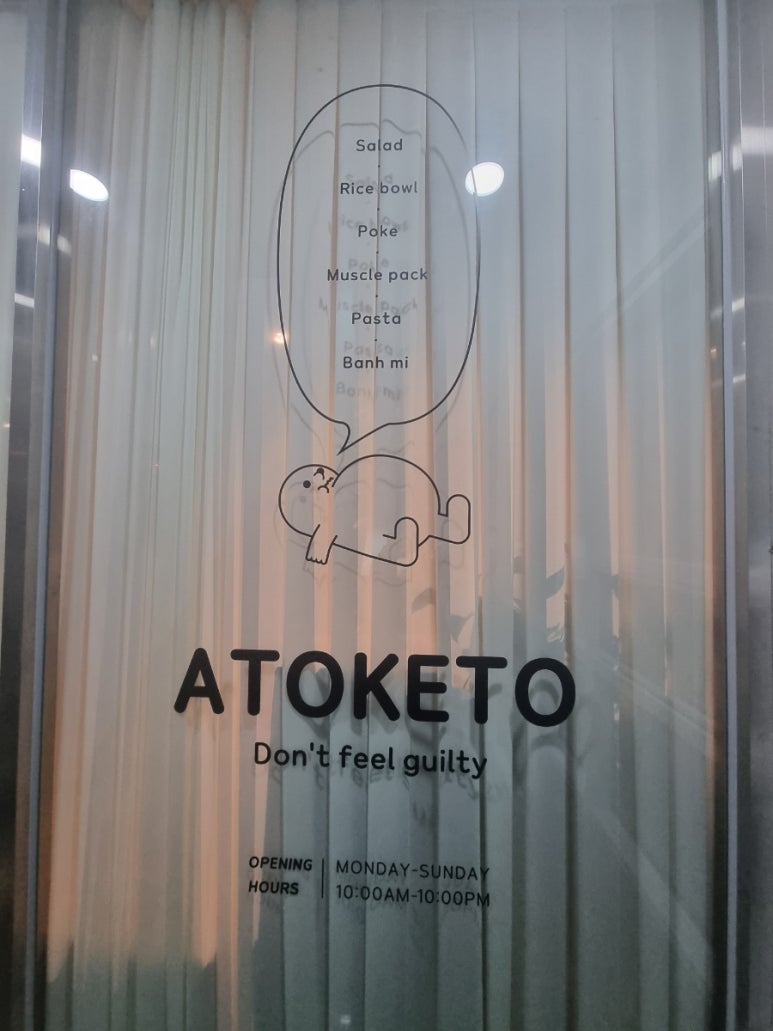 Salad
Rice bowl
Poke
Muscle pack
Pasta
Banh mi
ATOKETO
Don't feel guilty
OPENING HOURS
MONDAY-SUNDAY
10:00AM-10:00PM